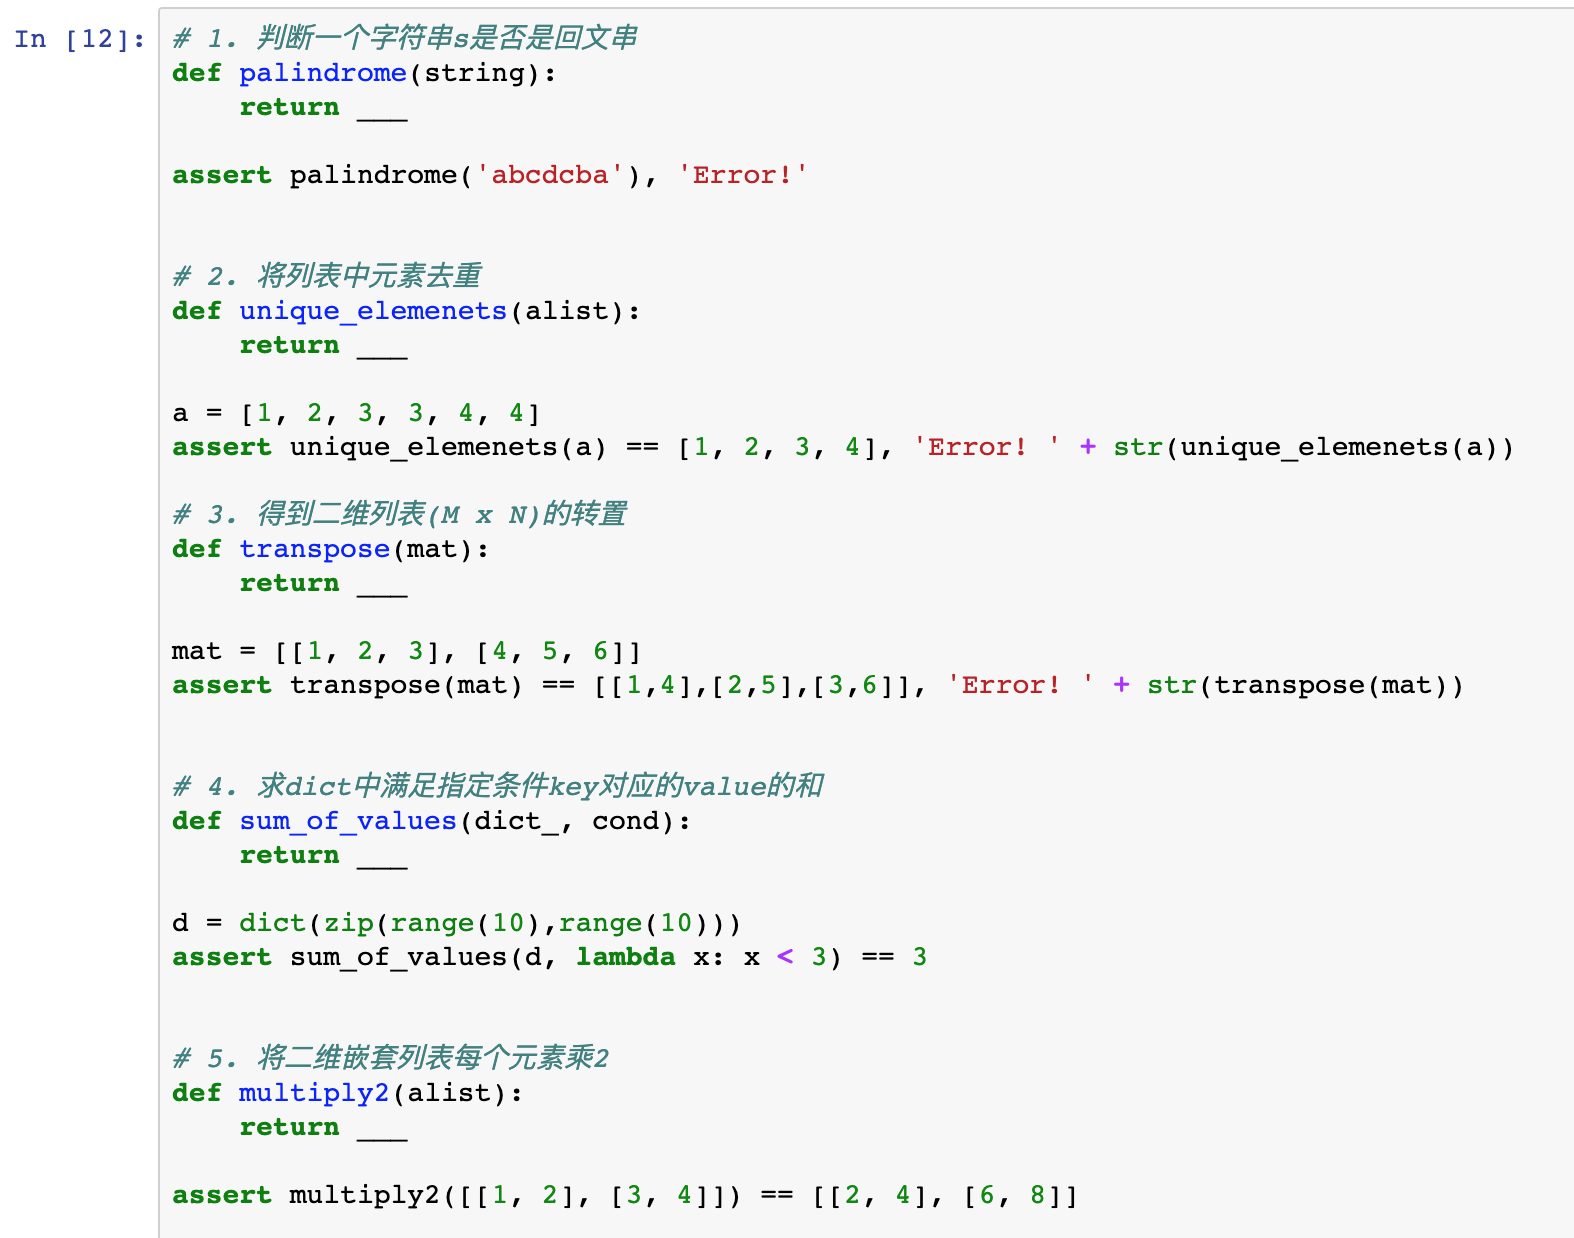 In [12]:
# 1. 判断一个字符串s是否是回文串
def palindrome(string):
    return ___
assert palindrome('abcdcba'), 'Error!'
# 2. 将列表中元素去重
def unique_elemenets(alist):
    return ___
a = [1, 2, 3, 3, 4, 4]
assert unique_elemenets(a) == [1, 2, 3, 4], 'Error! ' + str(unique_elemenets(a))
# 3. 得到二维列表(M x N)的转置
def transpose(mat):
    return ___
mat = [[1, 2, 3], [4, 5, 6]]
assert transpose(mat) == [[1,4],[2,5],[3,6]], 'Error! ' + str(transpose(mat))
# 4. 求dict中满足指定条件key对应的value的和
def sum_of_values(dict_, cond):
    return ___
d = dict(zip(range(10),range(10)))
assert sum_of_values(d, lambda x: x < 3) == 3
# 5. 将二维嵌套列表每个元素乘2
def multiply2(alist):
    return ___
assert multiply2([[1, 2], [3, 4]]) == [[2, 4], [6, 8]]